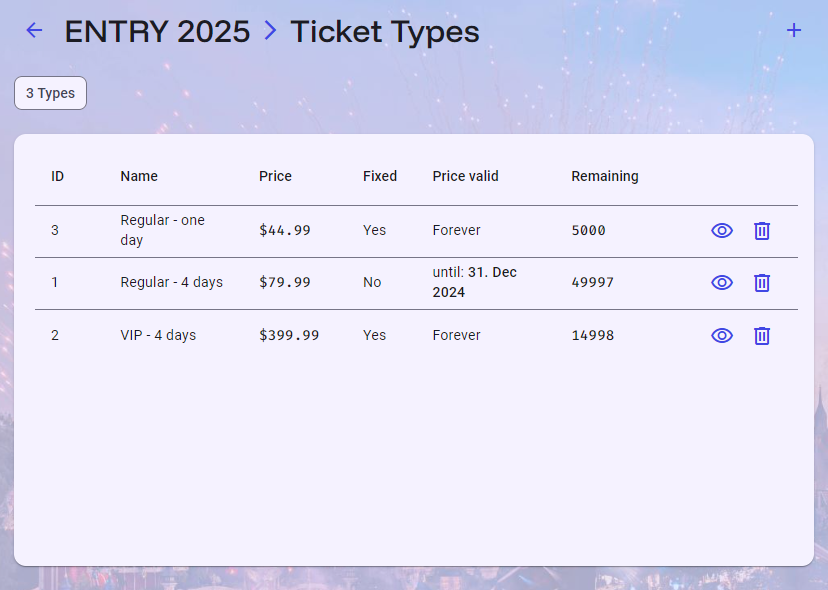 ENTRY 2025 > Ticket Types
3 Types
ID Name Price Fixed Price valid Remaining
3 Regular - one day $44.99 Yes Forever 5000
1 Regular - 4 days $79.99 No until: 31. Dec 2024 49997
2 VIP - 4 days $399.99 Yes Forever 14998